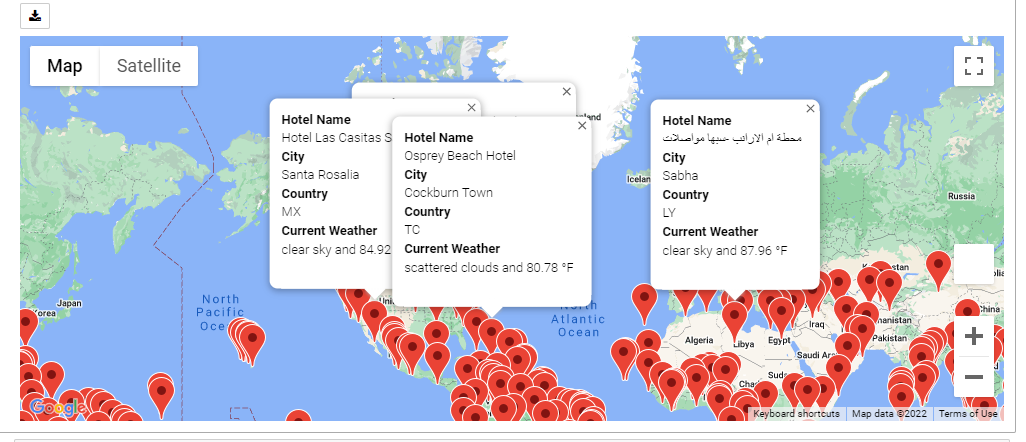 Map
Satellite
Hotel Name
Hotel Las Casitas S
City
Santa Rosalia
Country
MX
Current Weather
clear sky and 84.92
Hotel Name
Osprey Beach Hotel
City
Cockburn Town
Country
TC
Current Weather
scattered clouds and 80.78 °F
Hotel Name
محطة ام الارانب -سبها مواصلات
City
Sabha
Country
LY
Current Weather
clear sky and 87.96 °F
Russia
North
Pacific
Japan
North
Atlantic
Ocean
Algeria
Libya
Egypt
Iraq
Pakistan
China
Google
Keyboard shortcuts
Map data ©2022
Terms of Use